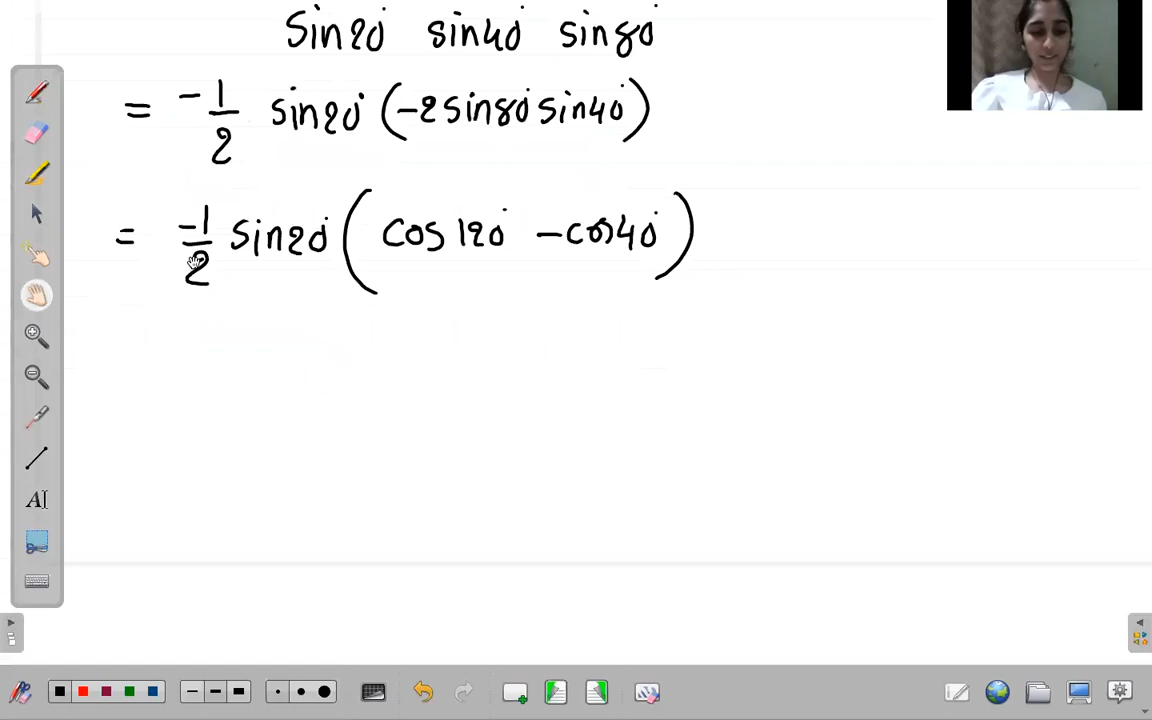 sin20° sin40° sin80°
= -1/2 sin20° (-2sin80° sin40°)
= -1/2 sin20° ( cos120° - cos40° )
A